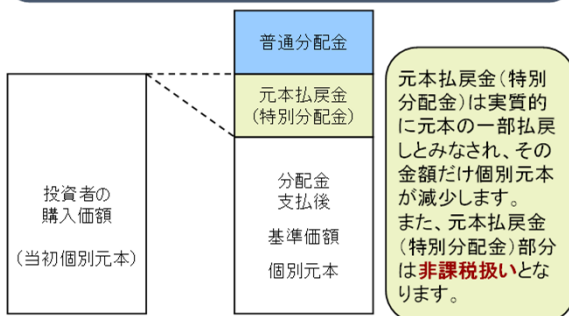 普通分配金
元本払戻金
(特別分配金)
投資者の
購入価額
(当初個別元本)
分配金
支払後
基準価額
個別元本
元本払戻金(特別
分配金)は実質的
に元本の一部払戻
しとみなされ、その
金額だけ個別元本
が減少します。
また、元本払戻金
(特別分配金)部分
は非課税扱いとな
ります。